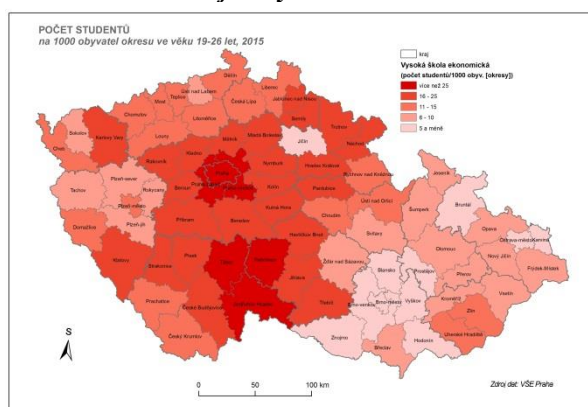 POČET STUDENTŮ
na 1000 obyvatel okresu ve věku 19-26 let, 2015
kraj
Vysoká škola ekonomická
(počet studentů/1000 obyv. [okresy])
více než 25
16 - 25
11 - 15
6 - 10
5 a méně
Děčín
Liberec
Ústí nad Labem
Teplice
Most
Česká Lípa
Jablonec nad Nisou
Chomutov
Litoměřice
Semily
Trutnov
Louny
Sokolov
Karlovy Vary
Mělník
Mladá Boleslav
Jičín
Náchod
Cheb
Kladno
Rakovník
Nymburk
Hradec Králové
Rychnov nad Kněžnou
Jeseník
Praha
Tachov
Plzeň-sever
Rokycany
Beroun
Kolín
Pardubice
Ústí nad Orlicí
Bruntál
Šumperk
Plzeň-město
Kutná Hora
Chrudim
Opava
Ostrava-město
Karviná
Domažlice
Plzeň-jih
Příbram
Benešov
Svitavy
Olomouc
Nový Jičín
Havlíčkův Brod
Frýdek-Místek
Klatovy
Písek
Tábor
Pelhřimov
Žďár nad Sázavou
Blansko
Prostějov
Přerov
Strakonice
Jihlava
Vsetín
Kroměříž
Třebíč
Brno-venkov
Brno-město
Vyškov
Zlín
Prachatice
České Budějovice
Jindřichův Hradec
Uherské Hradiště
Znojmo
Hodonín
Český Krumlov
Břeclav
S
0 50 100 km
Zdroj dat: VŠE Praha